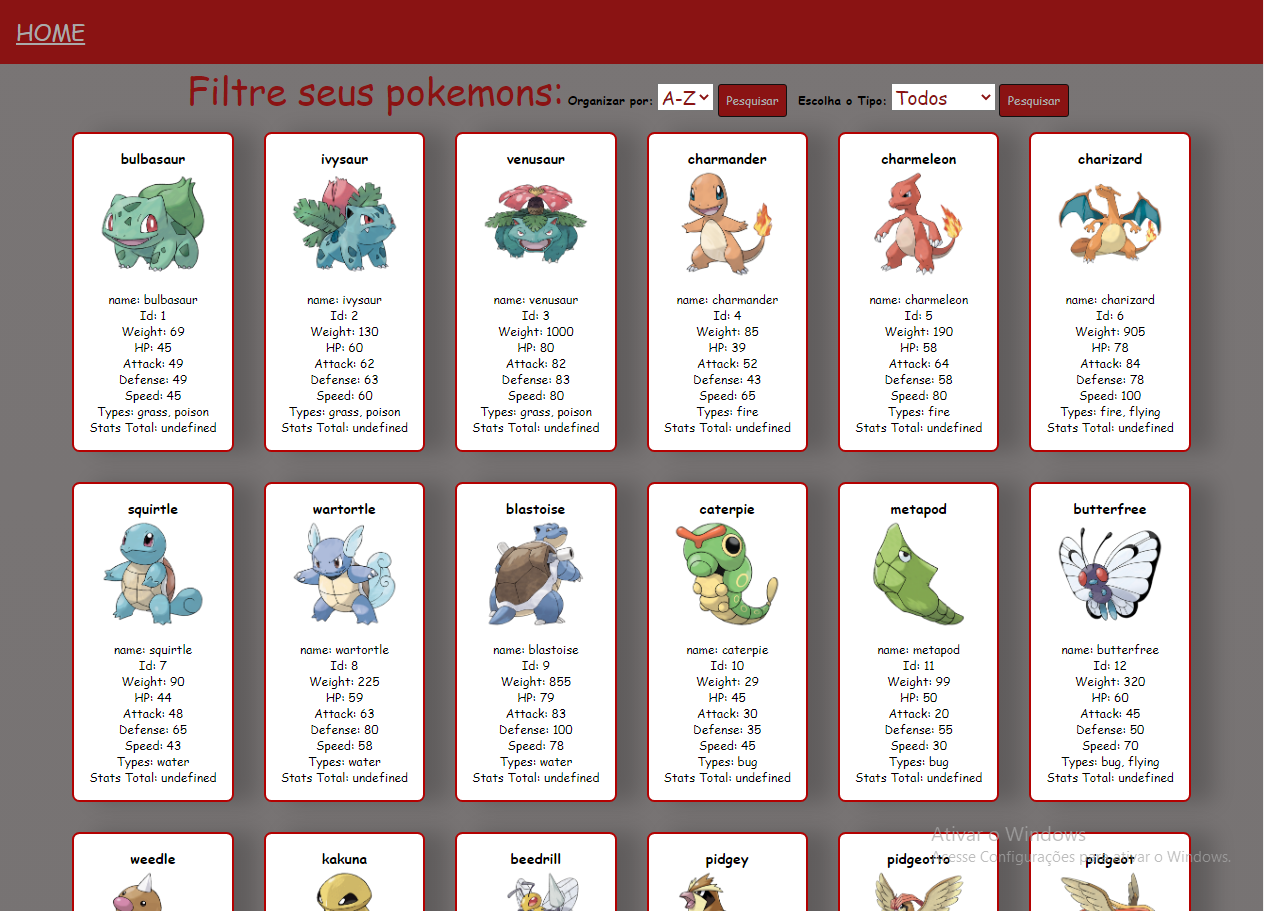 HOME
Filtre seus pokemons: Organizar por: A-Z Pesquisar Escolha o Tipo: Todos Pesquisar
bulbasaur
name: bulbasaur
Id: 1
Weight: 69
HP: 45
Attack: 49
Defense: 49
Speed: 45
Types: grass, poison
Stats Total: undefined
ivysaur
name: ivysaur
Id: 2
Weight: 130
HP: 60
Attack: 62
Defense: 63
Speed: 60
Types: grass, poison
Stats Total: undefined
venusaur
name: venusaur
Id: 3
Weight: 1000
HP: 80
Attack: 82
Defense: 83
Speed: 80
Types: grass, poison
Stats Total: undefined
charmander
name: charmander
Id: 4
Weight: 85
HP: 39
Attack: 52
Defense: 43
Speed: 65
Types: fire
Stats Total: undefined
charmeleon
name: charmeleon
Id: 5
Weight: 190
HP: 58
Attack: 64
Defense: 58
Speed: 80
Types: fire
Stats Total: undefined
charizard
name: charizard
Id: 6
Weight: 905
HP: 78
Attack: 84
Defense: 78
Speed: 100
Types: fire, flying
Stats Total: undefined
squirtle
name: squirtle
Id: 7
Weight: 90
HP: 44
Attack: 48
Defense: 65
Speed: 43
Types: water
Stats Total: undefined
wartortle
name: wartortle
Id: 8
Weight: 225
HP: 59
Attack: 63
Defense: 80
Speed: 58
Types: water
Stats Total: undefined
blastoise
name: blastoise
Id: 9
Weight: 855
HP: 79
Attack: 83
Defense: 100
Speed: 78
Types: water
Stats Total: undefined
caterpie
name: caterpie
Id: 10
Weight: 29
HP: 45
Attack: 30
Defense: 35
Speed: 45
Types: bug
Stats Total: undefined
metapod
name: metapod
Id: 11
Weight: 99
HP: 50
Attack: 20
Defense: 55
Speed: 30
Types: bug
Stats Total: undefined
butterfree
name: butterfree
Id: 12
Weight: 320
HP: 60
Attack: 45
Defense: 50
Speed: 70
Types: bug, flying
Stats Total: undefined
weedle
kakuna
beedrill
pidgey
pidgeotto
pidgeot
Ativar o Windows
Acesse Configurações para ativar o Windows.